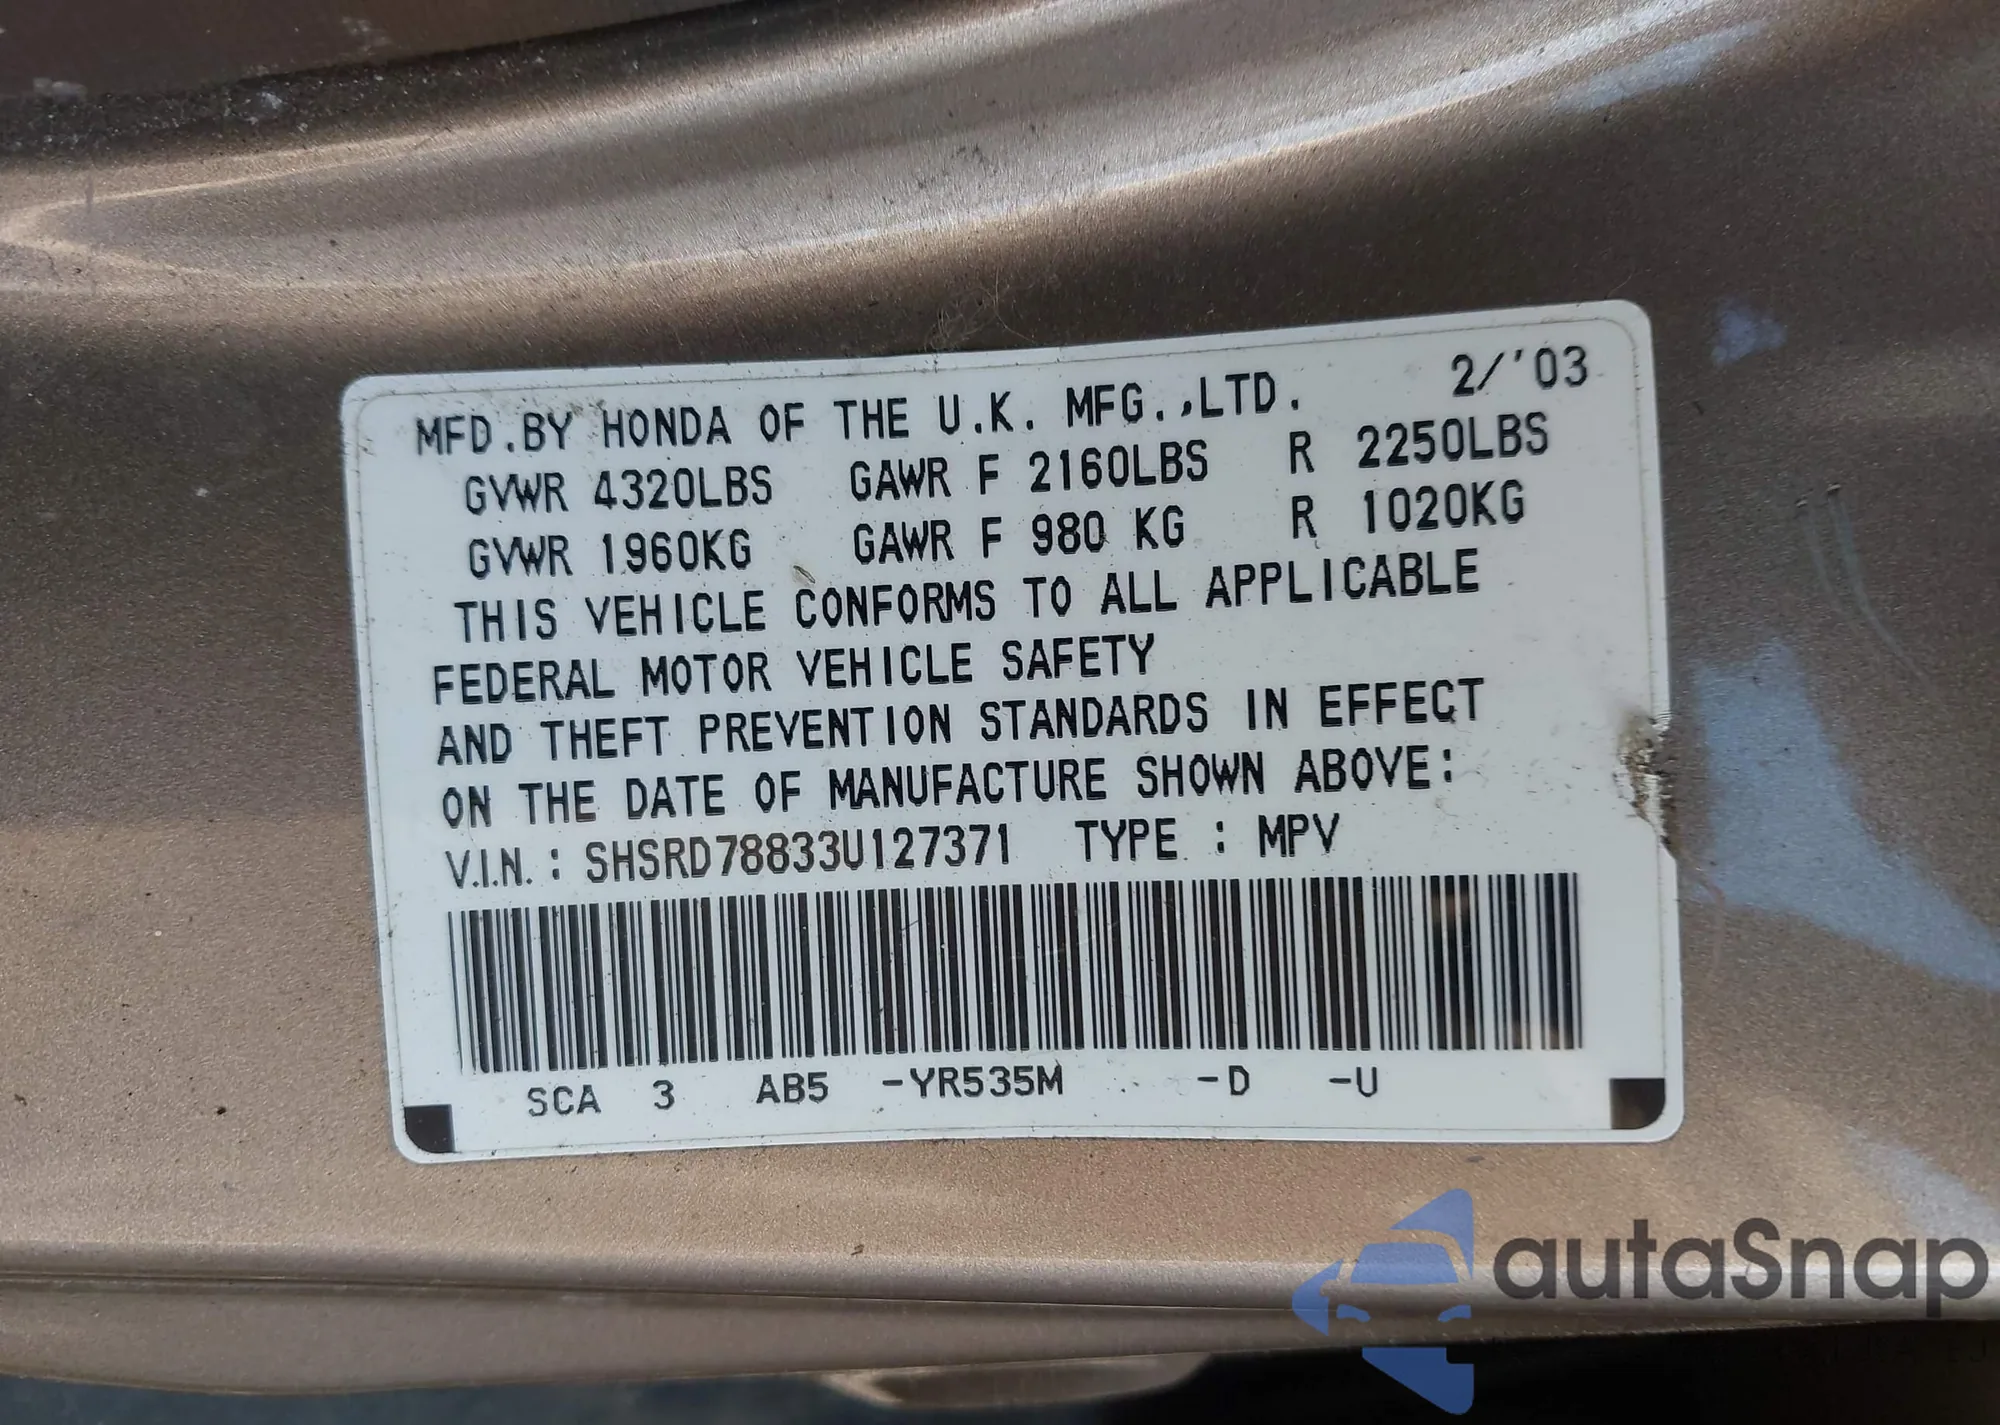 MFD.BY HONDA OF THE U.K. MFG.,LTD. 2/'03
GVWR 4320LBS GAWR F 2160LBS R 2250LBS
GVWR 1960KG GAWR F 980 KG R 1020KG
THIS VEHICLE CONFORMS TO ALL APPLICABLE
FEDERAL MOTOR VEHICLE SAFETY
AND THEFT PREVENTION STANDARDS IN EFFECT
ON THE DATE OF MANUFACTURE SHOWN ABOVE:
V.I.N. : SHSRD78833U127371 TYPE : MPV
SCA 3 AB5 -YR535M -D -U
autaSnap